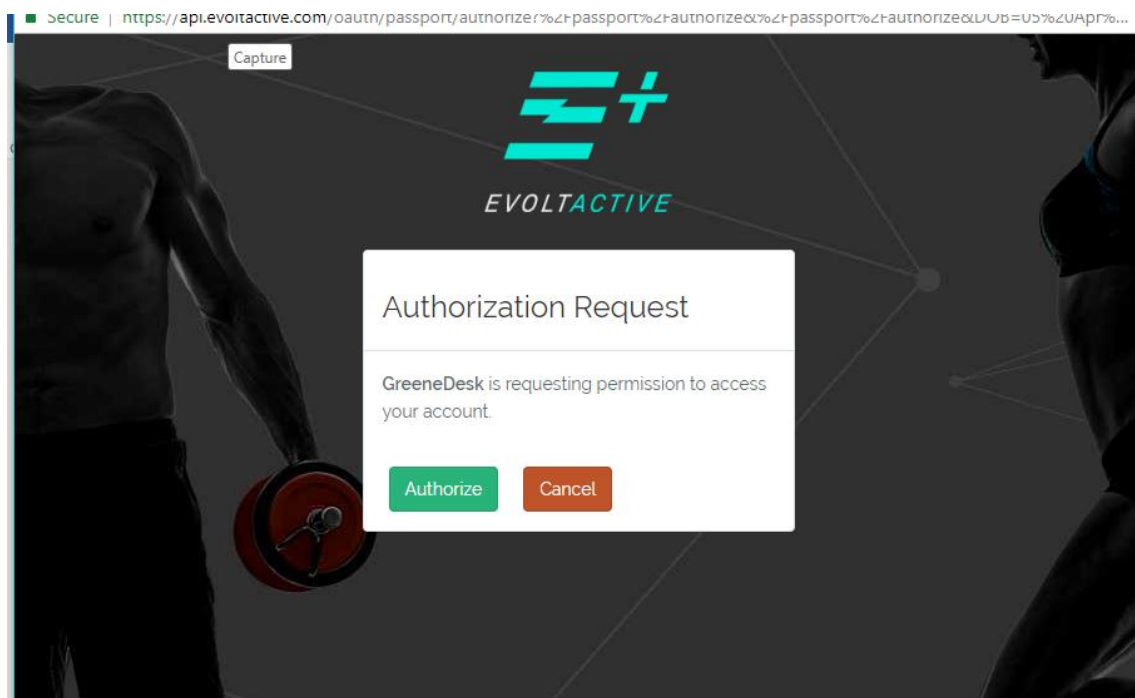 Secure | https://api.evoltactive.com/oauth/passport/authorize?%2Fpassport%2Fauthorize&%2Fpassport%2Fauthorize&DOB=05%20Apr%...
Capture
E+
EVOLTACTIVE
Authorization Request
GreeneDesk is requesting permission to access
your account.
Authorize Cancel